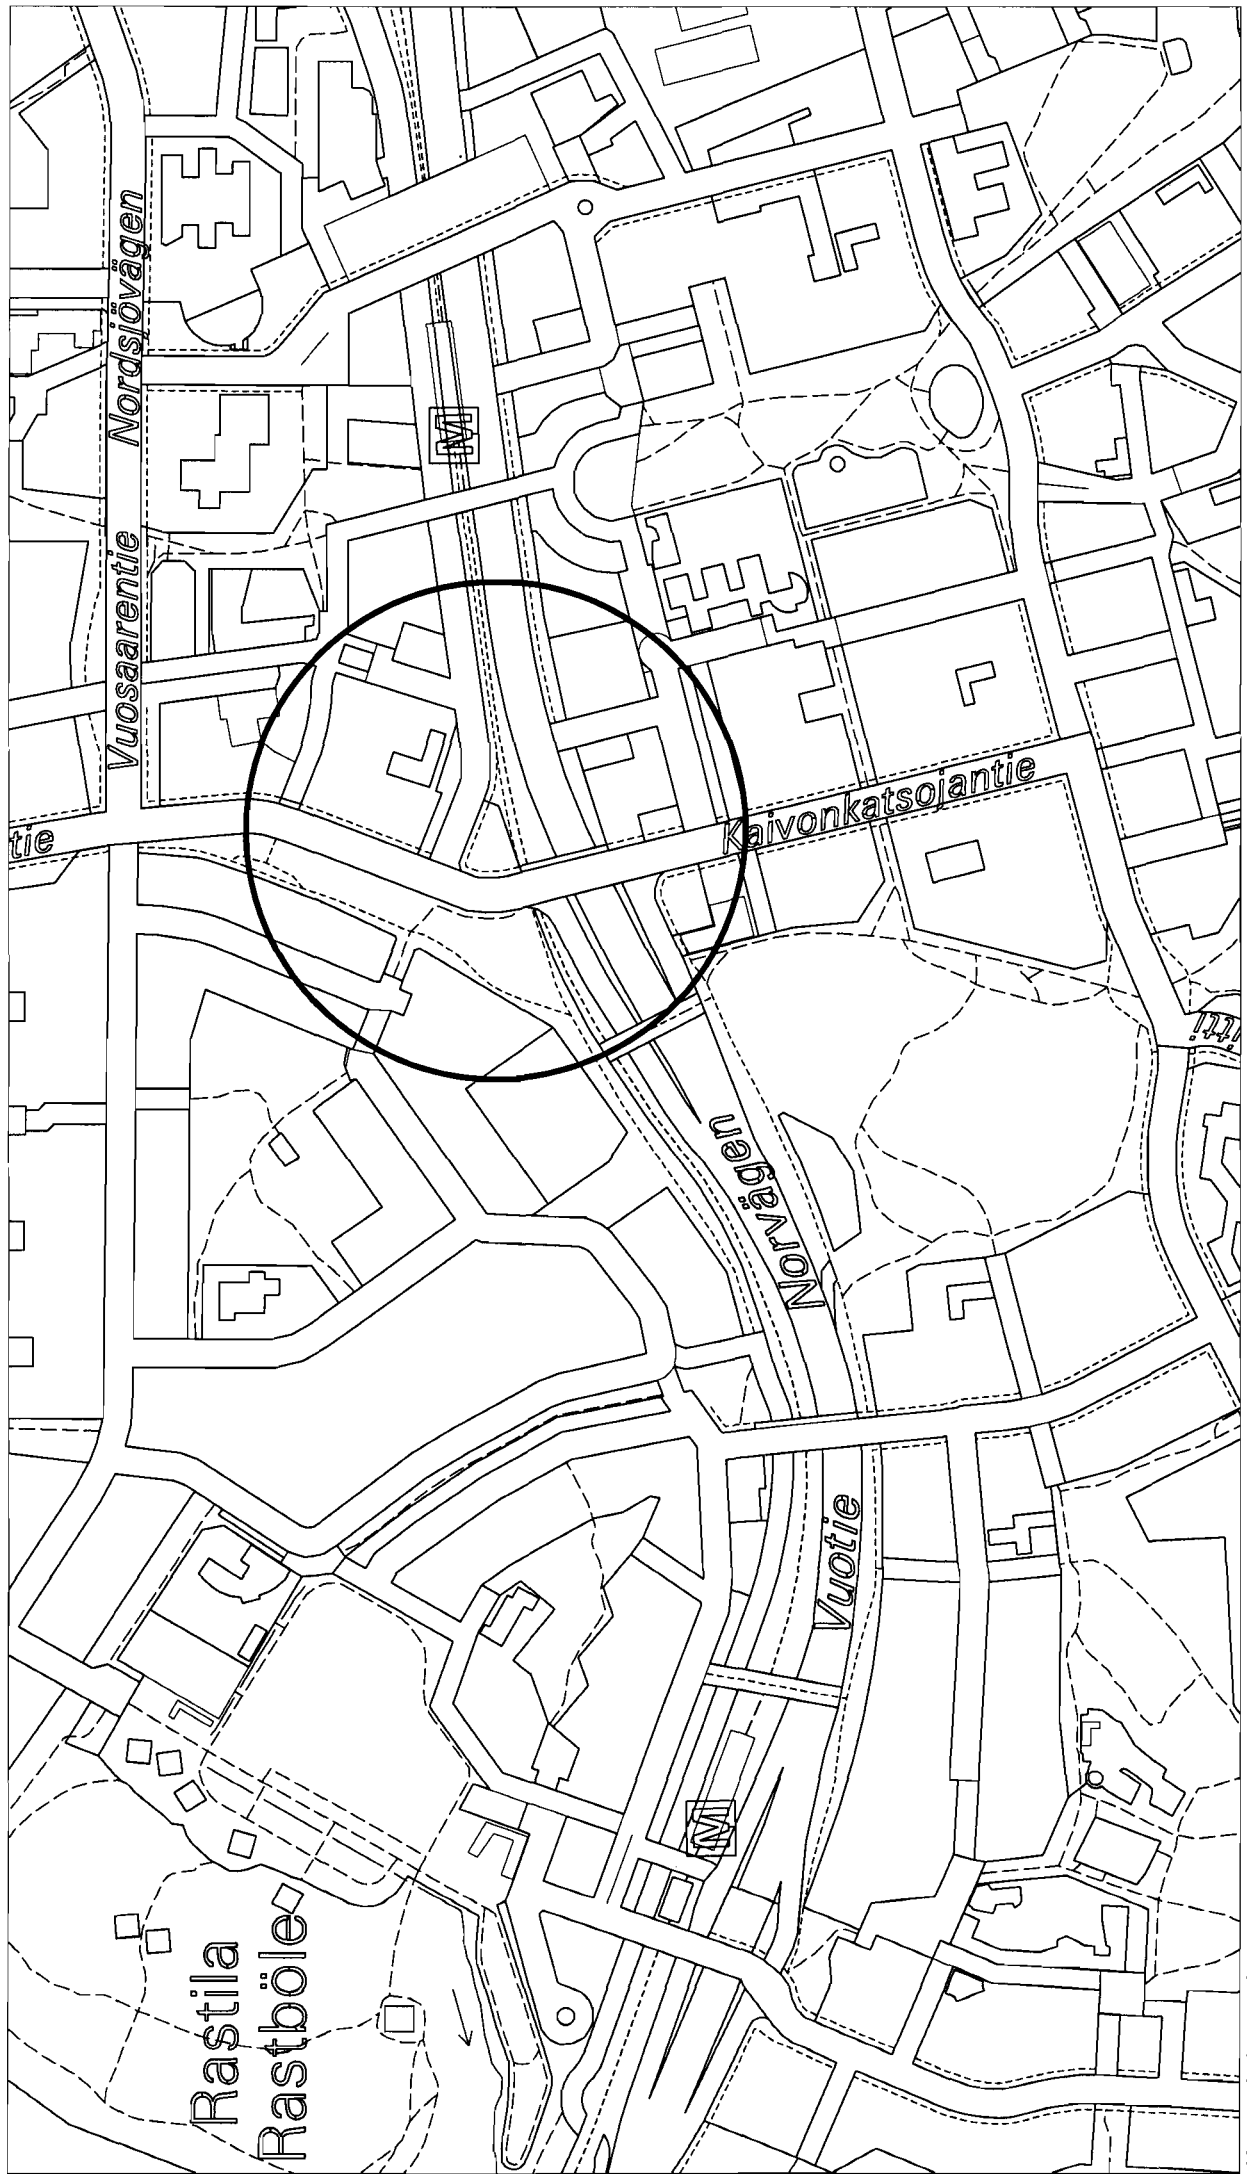 Nordsjövägen
Vuosaarentie
M
Kaivonkatsojantie
tie
Norvägen
Vuotie
M
Rastila
Rastböle